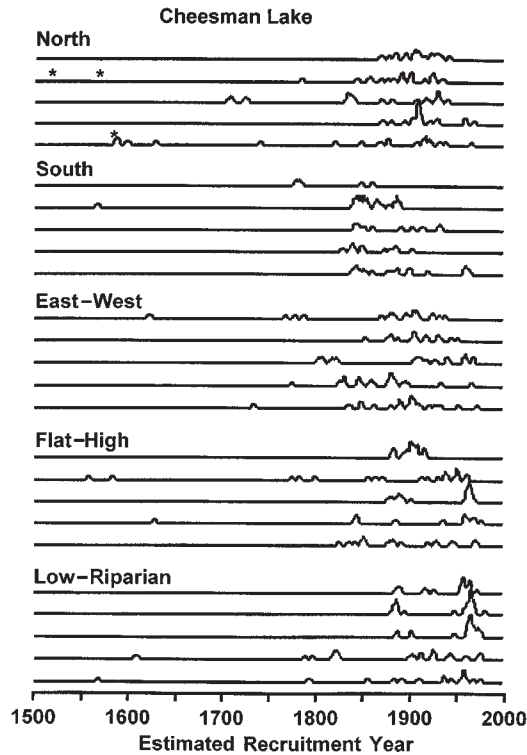 Cheesman Lake
North
* *
*
South
East-West
Flat-High
Low-Riparian
1500 1600 1700 1800 1900 2000
Estimated Recruitment Year